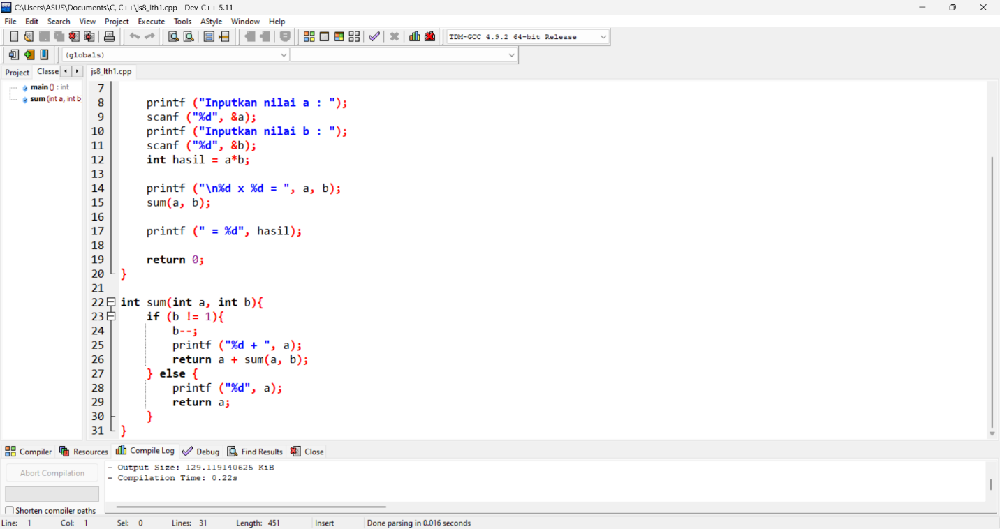 C:\Users\ASUS\Documents\C, C++\js8_lth1.cpp - Dev-C++ 5.11
File Edit Search View Project Execute Tools AStyle Window Help
TDM-GCC 4.9.2 64-bit Release
(globals)
Project Classe js8_lth1.cpp
main () : int
sum (int a, int b
7
8 printf ("Inputkan nilai a : ");
9 scanf ("%d", &a);
10 printf ("Inputkan nilai b : ");
11 scanf ("%d", &b);
12 int hasil = a*b;
13
14 printf ("\n%d x %d = ", a, b);
15 sum(a, b);
16
17 printf (" = %d", hasil);
18
19 return 0;
20 }
21
22 int sum(int a, int b){
23 if (b != 1){
24 b--;
25 printf ("%d + ", a);
26 return a + sum(a, b);
27 } else {
28 printf ("%d", a);
29 return a;
30 }
31 }
Compiler Resources Compile Log Debug Find Results Close
Abort Compilation
Shorten compiler paths
- Output Size: 129.119140625 KiB
- Compilation Time: 0.22s
Line: 1 Col: 1 Sel: 0 Lines: 31 Length: 451 Insert Done parsing in 0.016 seconds